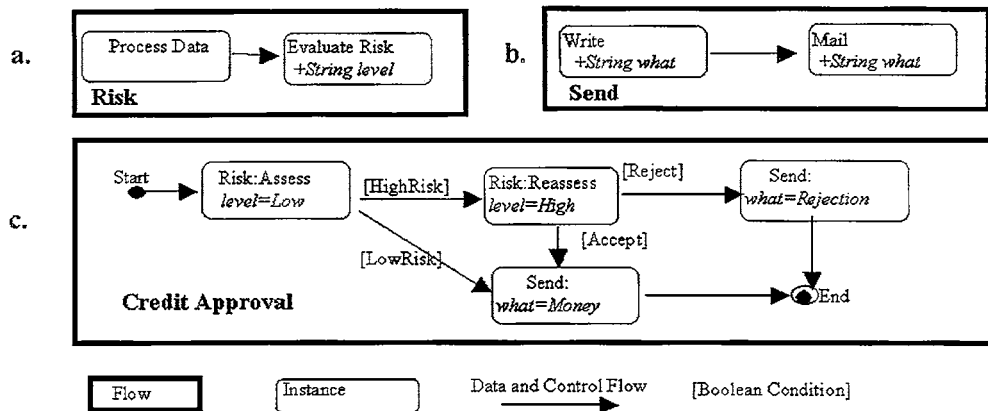 a.
Process Data
Evaluate Risk
+String level
Risk
b.
Write
+String what
Mail
+String what
Send
c.
Start
Risk:Assess
level=Low
[HighRisk]
Risk:Reassess
level=High
[Reject]
Send:
what=Rejection
[LowRisk]
[Accept]
Send:
what=Money
End
Credit Approval
Flow
Instance
Data and Control Flow
[Boolean Condition]